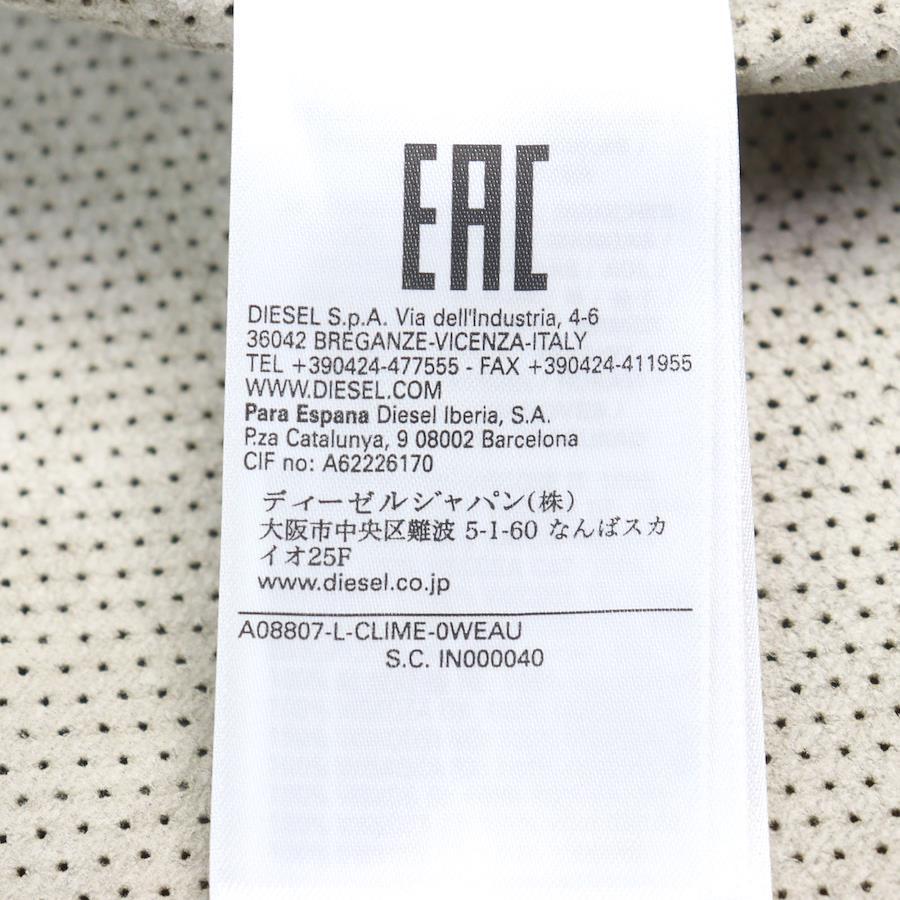 EAC
DIESEL S.p.A. Via dell'Industria, 4-6
36042 BREGANZE-VICENZA-ITALY
TEL +390424-477555 - FAX +390424-411955
WWW.DIESEL.COM
Para Espana Diesel Iberia, S.A.
P.za Catalunya, 9 08002 Barcelona
CIF no: A62226170
ディーゼルジャパン(株)
大阪市中央区難波 5-1-60 なんばスカ
イオ25F
www.diesel.co.jp
A08807-L-CLIME-0WEAU
S.C. IN000040